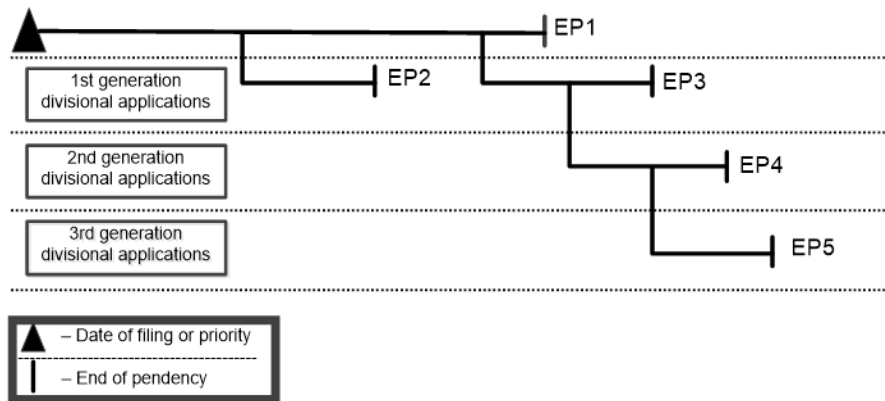 EP1
1st generation
divisional applications
EP2
EP3
2nd generation
divisional applications
EP4
3rd generation
divisional applications
EP5
– Date of filing or priority
– End of pendency